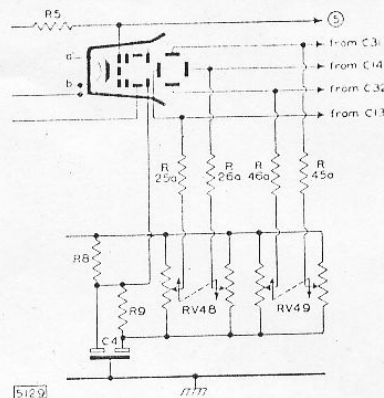 R5
5
from C31
a
from C14
b
from C32
from C13
R
25a
R
26a
R
46a
R
45a
R8
R9
RV48
RV49
C4
5129